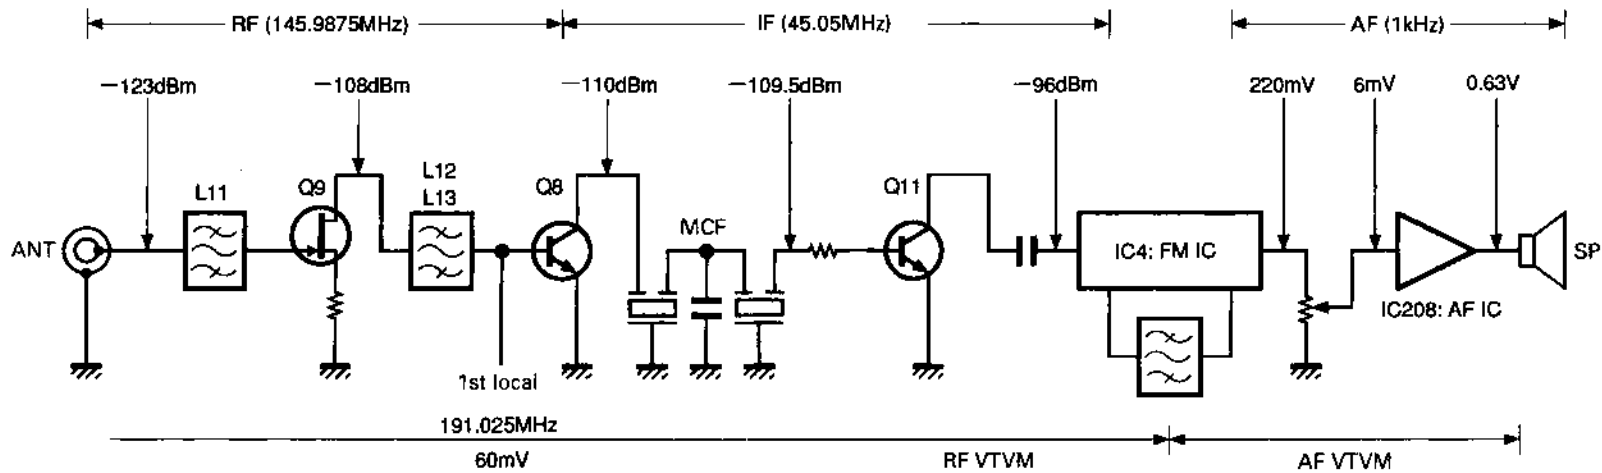 RF (145.9875MHz)
IF (45.05MHz)
AF (1kHz)
—123dBm
—108dBm
—110dBm
—109.5dBm
—96dBm
220mV
6mV
0.63V
L11
Q9
L12
L13
Q8
MCF
Q11
ANT
IC4: FM IC
SP
IC208: AF IC
1st local
191.025MHz
60mV
RF VTVM
AF VTVM